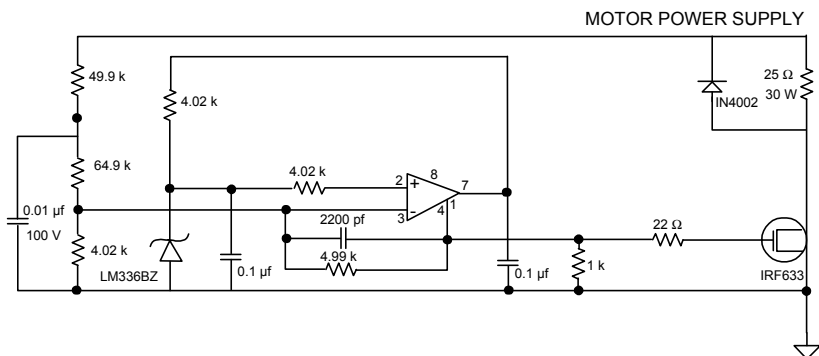 MOTOR POWER SUPPLY
49.9 k
4.02 k
IN4002
25 Ω
30 W
64.9 k
4.02 k
2
+
8
7
-
3
4
1
0.01 µf
100 V
2200 pf
22 Ω
4.02 k
4.99 k
LM336BZ
0.1 µf
0.1 µf
1 k
IRF633